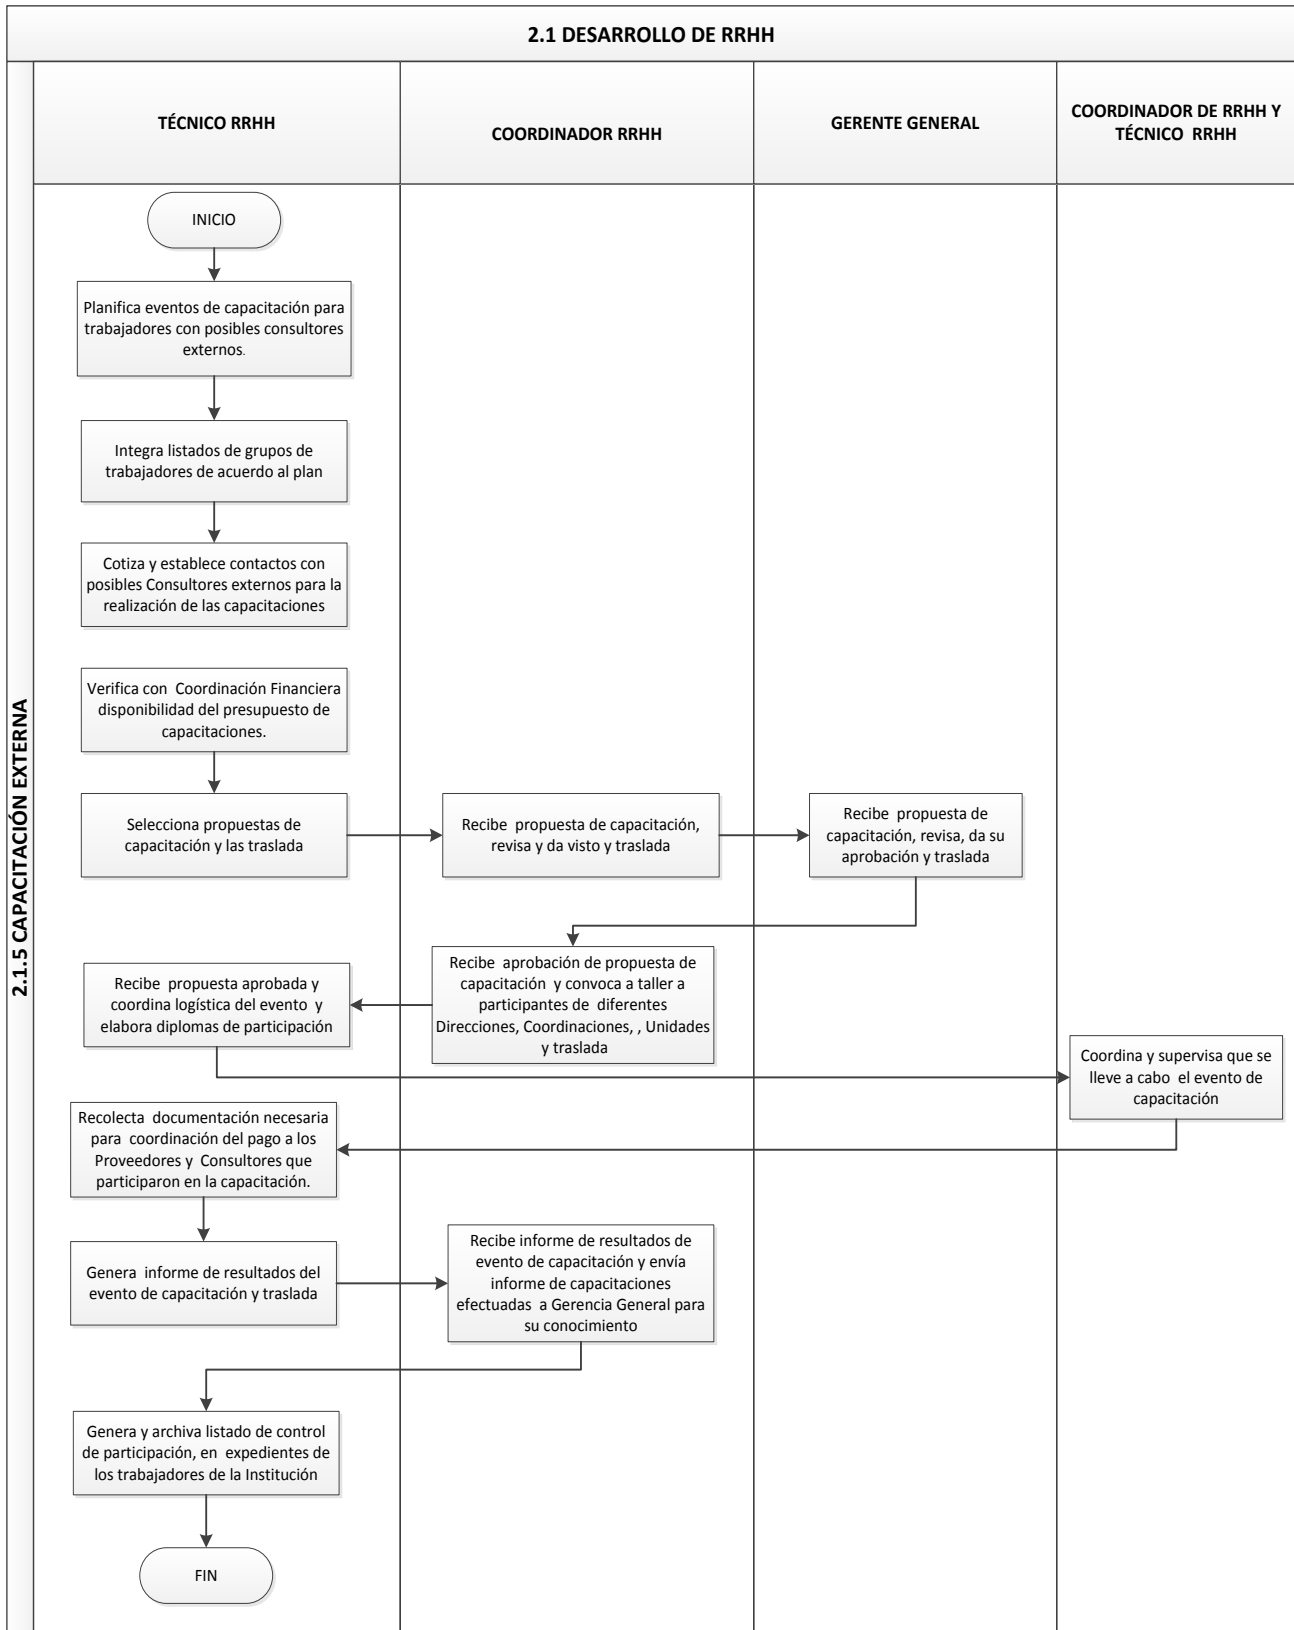 2.1 DESARROLLO DE RRHH
2.1.5 CAPACITACIÓN EXTERNA
TÉCNICO RRHH
COORDINADOR RRHH
GERENTE GENERAL
COORDINADOR DE RRHH Y
TÉCNICO RRHH
INICIO
Planifica eventos de capacitación para
trabajadores con posibles consultores
externos.
Integra listados de grupos de
trabajadores de acuerdo al plan
Cotiza y establece contactos con
posibles Consultores externos para la
realización de las capacitaciones
Verifica con Coordinación Financiera
disponibilidad del presupuesto de
capacitaciones.
Selecciona propuestas de
capacitación y las traslada
Recibe propuesta de capacitación,
revisa y da visto y traslada
Recibe propuesta de
capacitación, revisa, da su
aprobación y traslada
Recibe aprobación de propuesta de
capacitación y convoca a taller a
participantes de diferentes
Direcciones, Coordinaciones, , Unidades
y traslada
Recibe propuesta aprobada y
coordina logística del evento y
elabora diplomas de participación
Coordina y supervisa que se
lleve a cabo el evento de
capacitación
Recolecta documentación necesaria
para coordinación del pago a los
Proveedores y Consultores que
participaron en la capacitación.
Genera informe de resultados del
evento de capacitación y traslada
Recibe informe de resultados de
evento de capacitación y envía
informe de capacitaciones
efectuadas a Gerencia General para
su conocimiento
Genera y archiva listado de control
de participación, en expedientes de
los trabajadores de la Institución
FIN